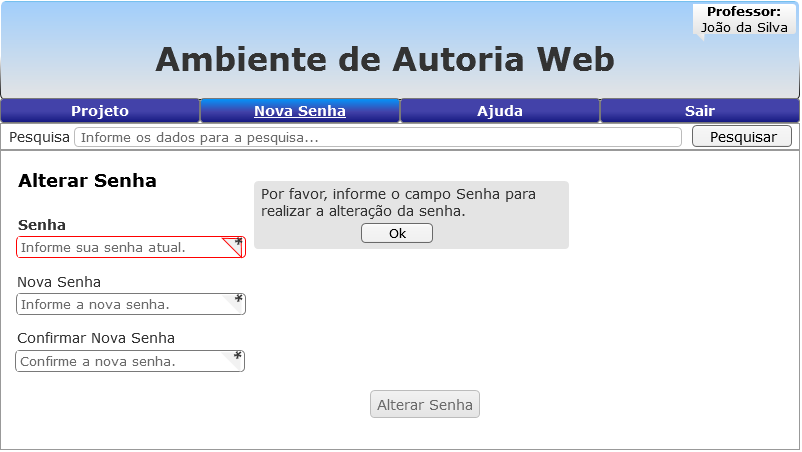 Professor:
João da Silva
Ambiente de Autoria Web
Projeto Nova Senha Ajuda Sair
Pesquisa Informe os dados para a pesquisa... Pesquisar
Alterar Senha
Por favor, informe o campo Senha para
realizar a alteração da senha.
Ok
Senha
Informe sua senha atual. *
Nova Senha
Informe a nova senha. *
Confirmar Nova Senha
Confirme a nova senha. *
Alterar Senha